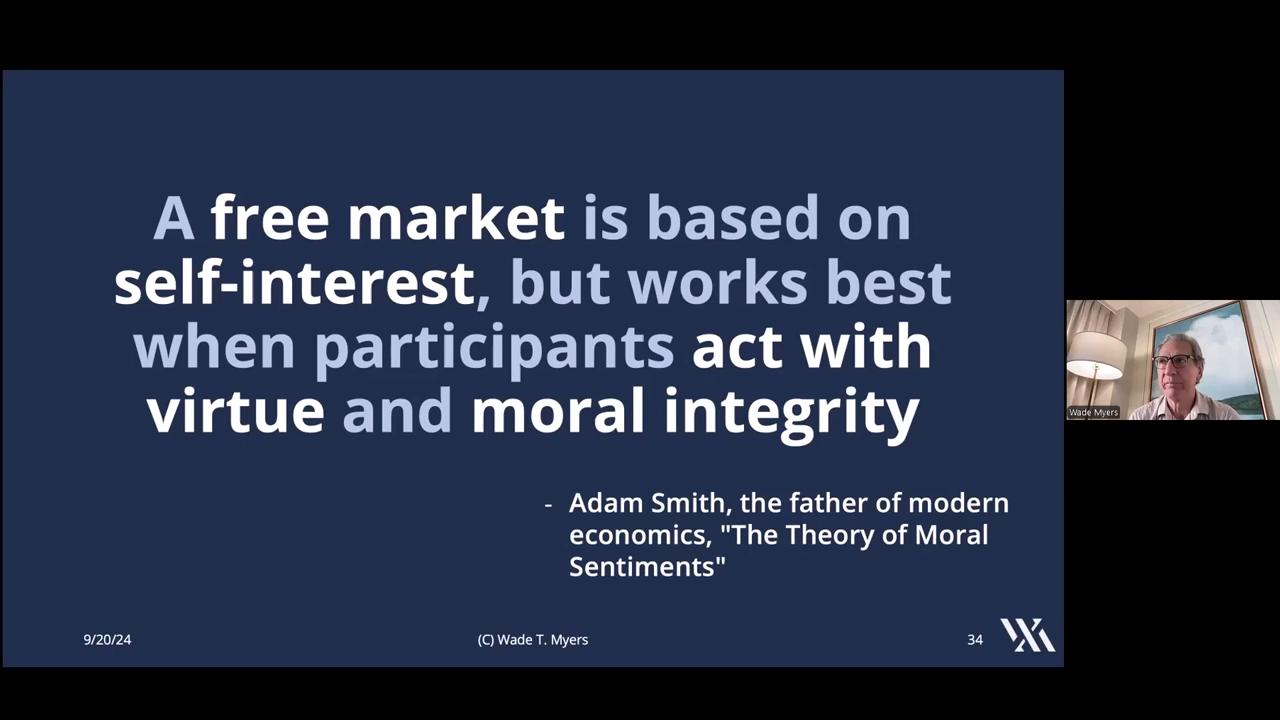 A free market is based on
self-interest, but works best
when participants act with
virtue and moral integrity
- Adam Smith, the father of modern
economics, "The Theory of Moral
Sentiments"
9/20/24
(C) Wade T. Myers
34
Wade Myers